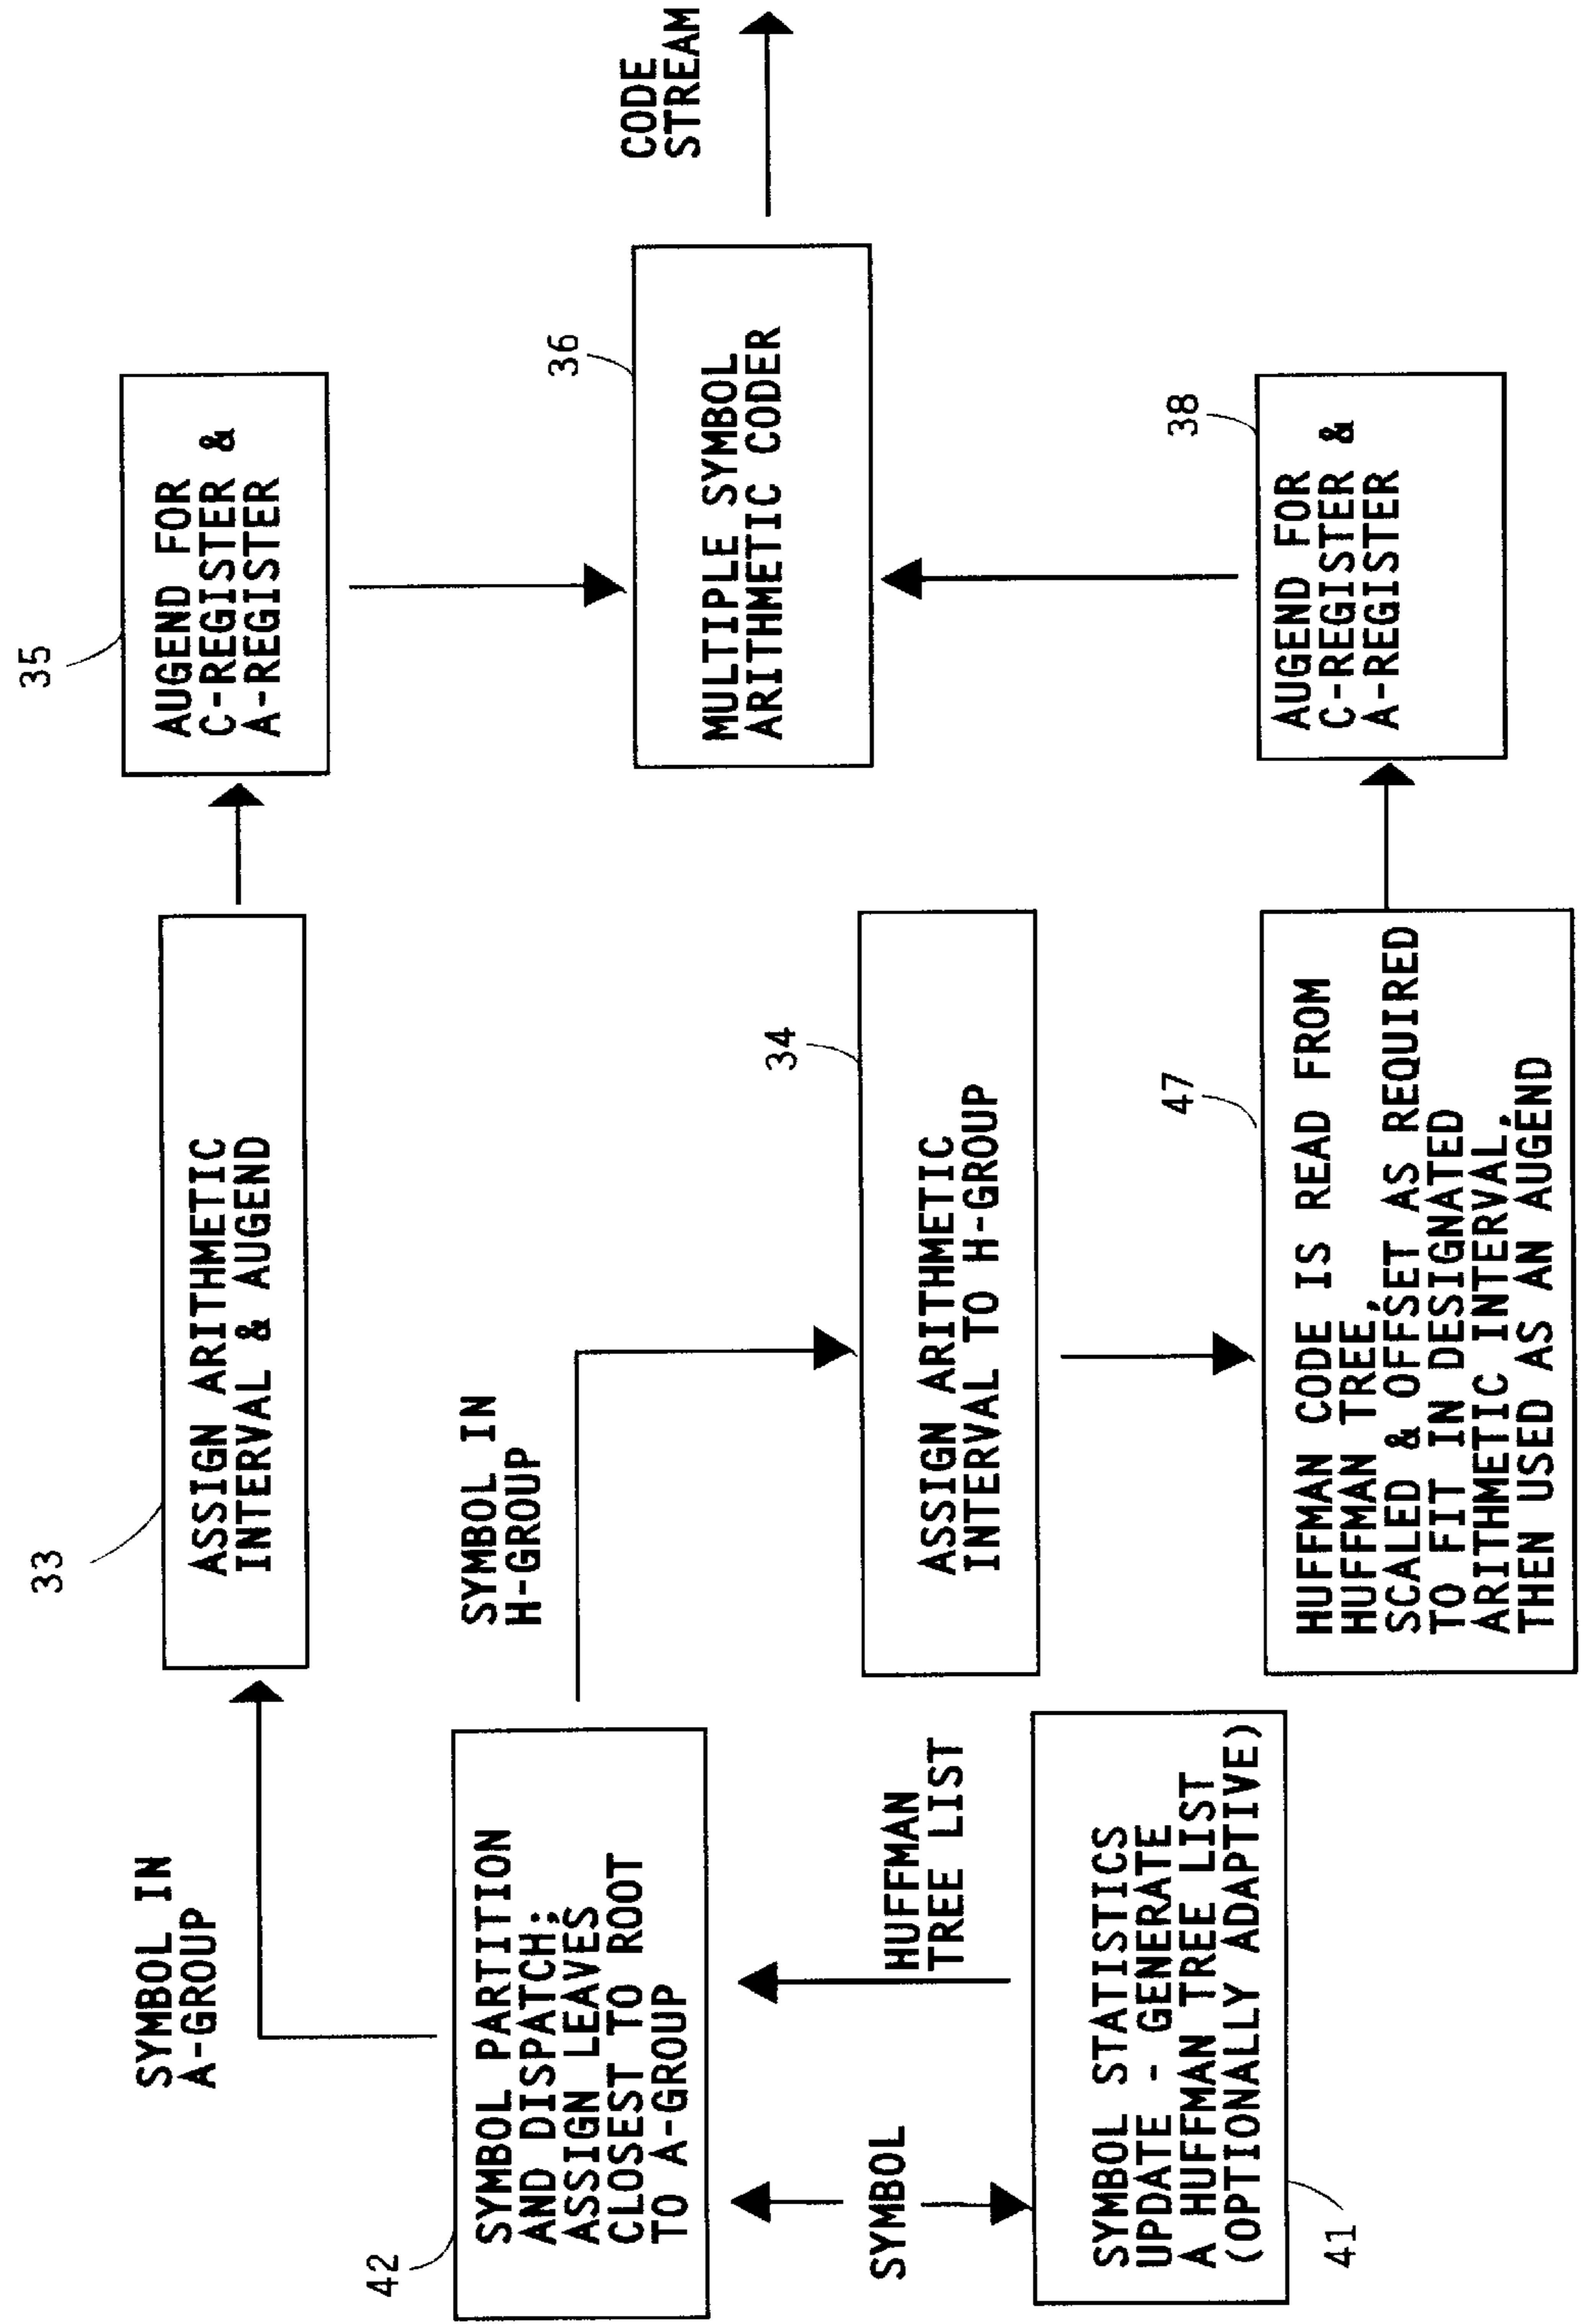 SYMBOL IN
A-GROUP
33
ASSIGN ARITHMETIC
INTERVAL & AUGEND
35
AUGEND FOR
C-REGISTER &
A-REGISTER
42
SYMBOL PARTITION
AND DISPATCH;
ASSIGN LEAVES
CLOSEST TO ROOT
TO A-GROUP
SYMBOL IN
H-GROUP
36
MULTIPLE SYMBOL
ARITHMETIC CODER
CODE
STREAM
SYMBOL
HUFFMAN
TREE LIST
34
ASSIGN ARITHMETIC
INTERVAL TO H-GROUP
SYMBOL STATISTICS
UPDATE - GENERATE
A HUFFMAN TREE LIST
(OPTIONALLY ADAPTIVE)
41
47
HUFFMAN CODE IS READ FROM
HUFFMAN TREE,
SCALED & OFFSET AS REQUIRED
TO FIT IN DESIGNATED
ARITHMETIC INTERVAL,
THEN USED AS AN AUGEND
38
AUGEND FOR
C-REGISTER &
A-REGISTER